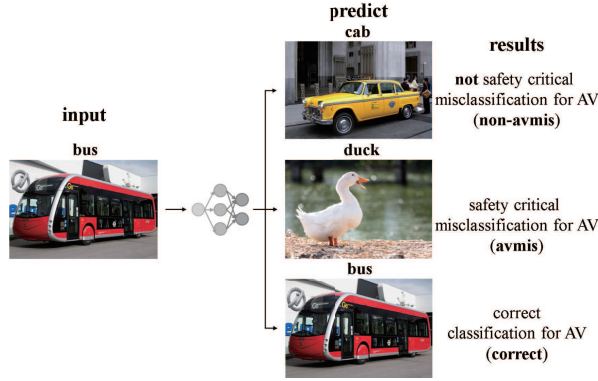 predict
cab
results
not safety critical
misclassification for AV
(non-avmis)
input
bus
duck
safety critical
misclassification for AV
(avmis)
bus
correct
classification for AV
(correct)